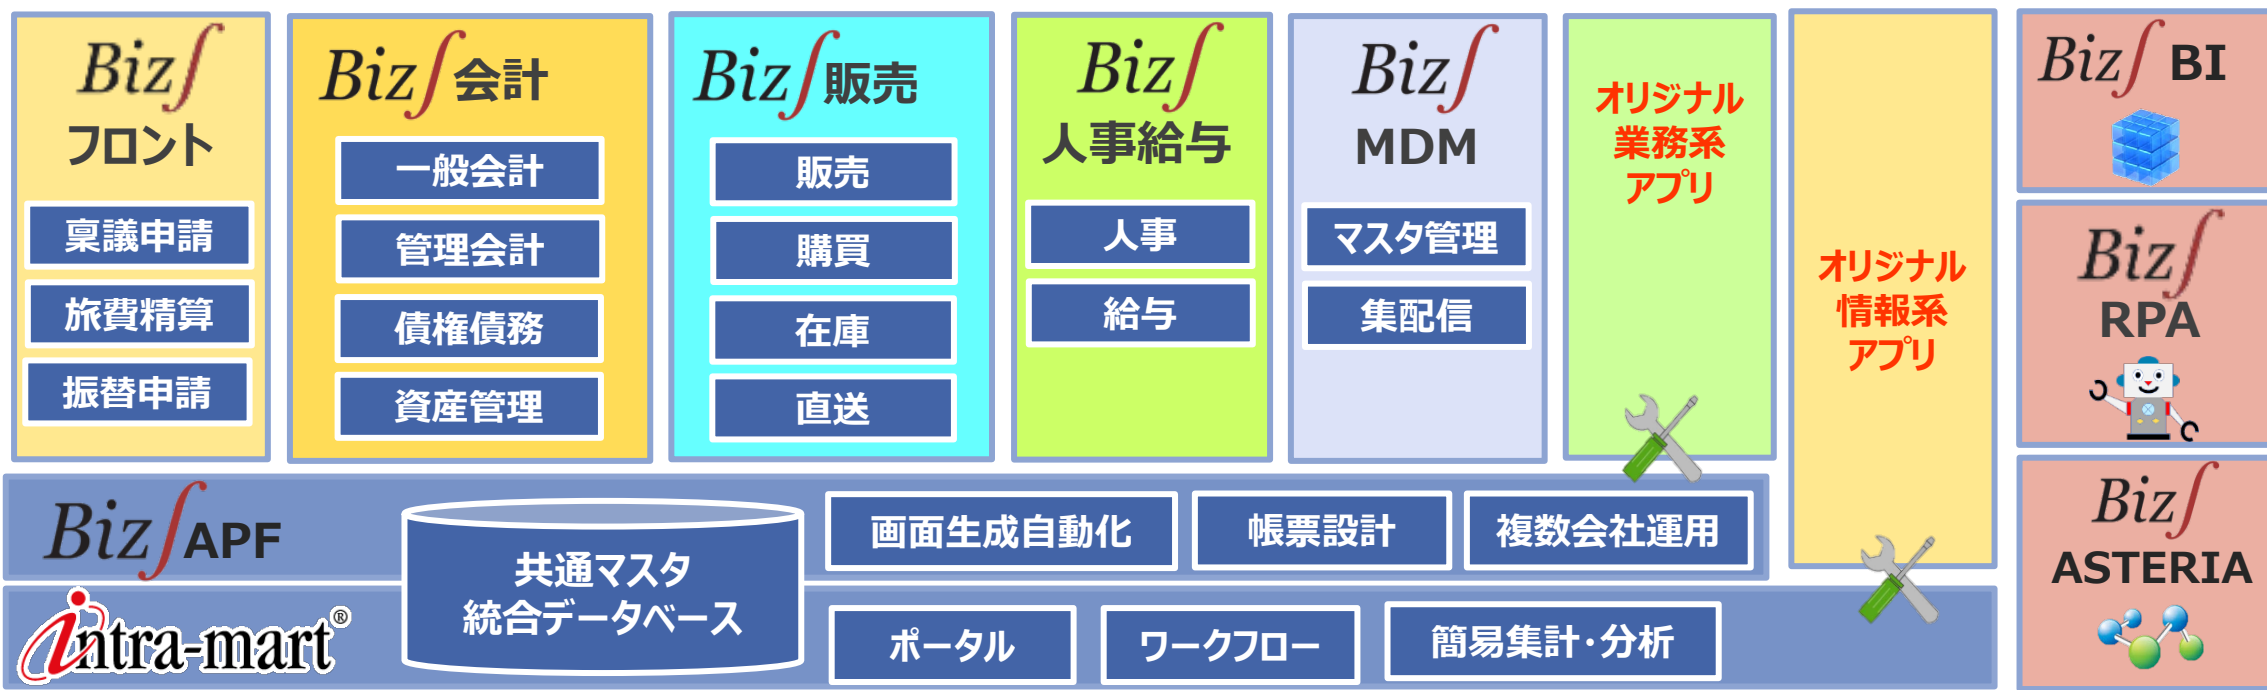 Biz∫
フロント
稟議申請
旅費精算
振替申請
Biz∫会計
一般会計
管理会計
債権債務
資産管理
Biz∫販売
販売
購買
在庫
直送
Biz∫
人事給与
人事
給与
Biz∫
MDM
マスタ管理
集配信
オリジナル
業務系
アプリ
オリジナル
情報系
アプリ
Biz∫ BI
Biz∫
RPA
Biz∫
ASTERIA
Biz∫APF
共通マスタ
統合データベース
画面生成自動化
帳票設計
複数会社運用
intra-mart®
ポータル
ワークフロー
簡易集計・分析